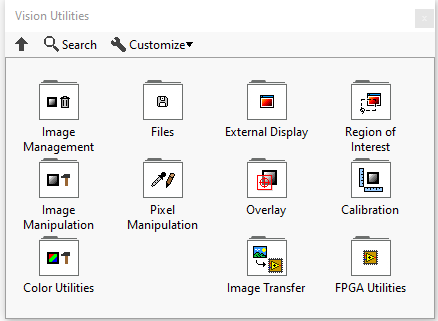 Vision Utilities
Search
Customize
Image
Management
Files
External Display
Region of
Interest
Image
Manipulation
Pixel
Manipulation
Overlay
Calibration
Color Utilities
Image Transfer
FPGA Utilities